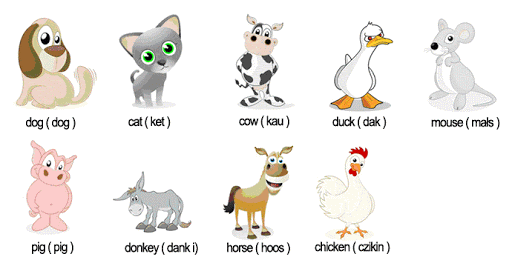 dog ( dog )
cat ( ket )
cow ( kau )
duck ( dak )
mouse ( mals )
pig ( pig )
donkey ( dank i )
horse ( hoos )
chicken ( czikin )